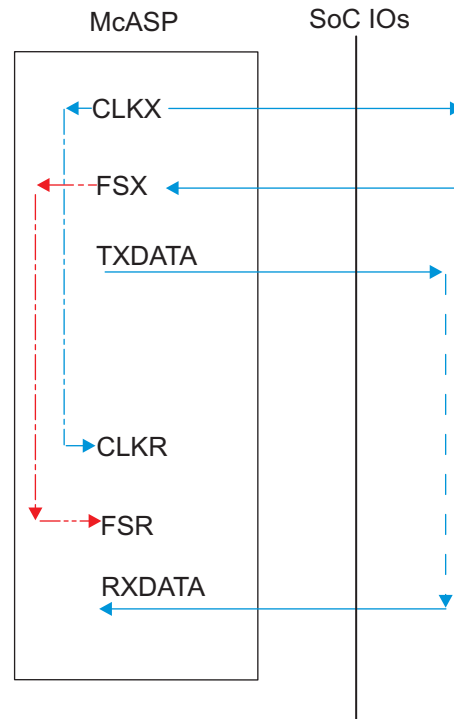 McASP
SoC IOs
CLKX
FSX
TXDATA
CLKR
FSR
RXDATA